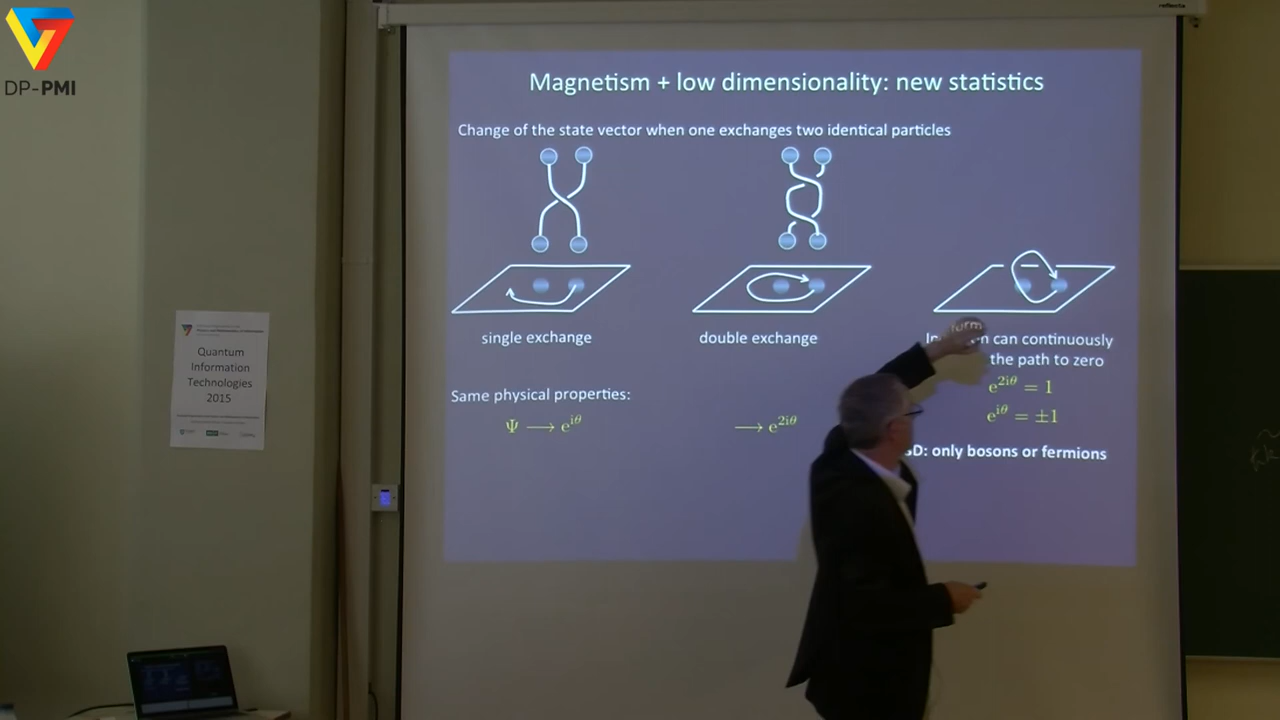 DP-PMI
reflecta
Magnetism + low dimensionality: new statistics
Change of the state vector when one exchanges two identical particles
single exchange
double exchange
can continuously
the path to zero
e^{2iθ} = 1
e^{iθ} = ±1
Same physical properties:
Ψ → e^{iθ}
→ e^{2iθ}
D: only bosons or fermions
Quantum
Information
Technologies
2015